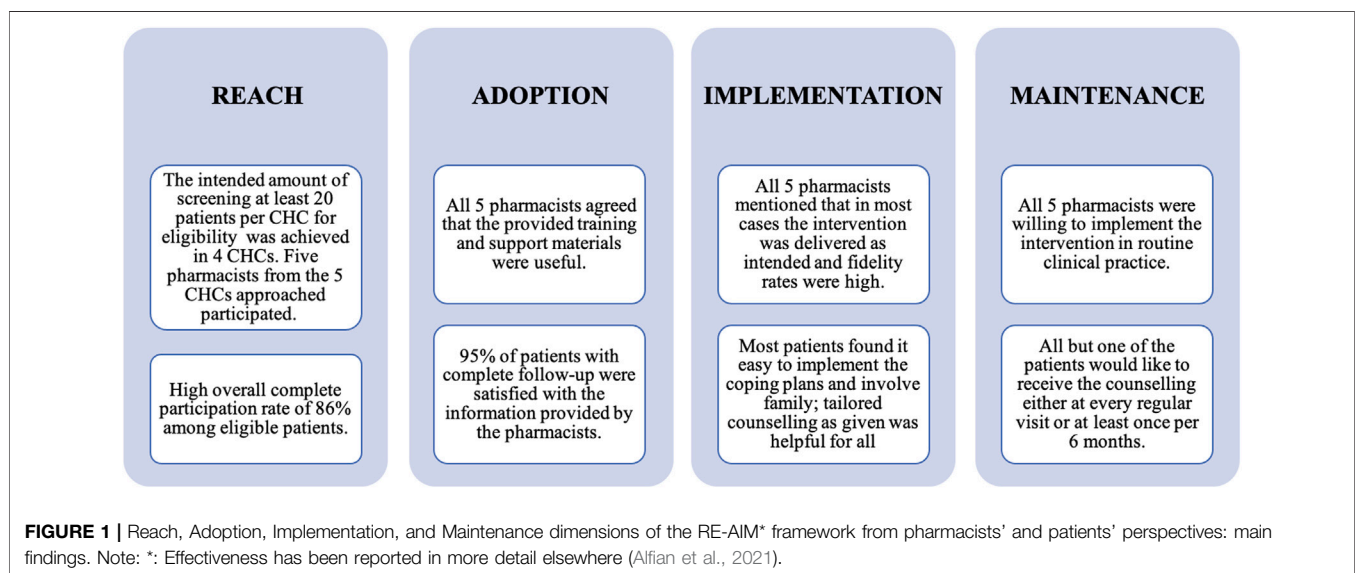 REACH
The intended amount of
screening at least 20
patients per CHC for
eligibility was achieved
in 4 CHCs. Five
pharmacists from the 5
CHCs approached
participated.
High overall complete
participation rate of 86%
among eligible patients.
ADOPTION
All 5 pharmacists agreed
that the provided training
and support materials
were useful.
95% of patients with
complete follow-up were
satisfied with the
information provided by
the pharmacists.
IMPLEMENTATION
All 5 pharmacists
mentioned that in most
cases the intervention
was delivered as
intended and fidelity
rates were high.
Most patients found it
easy to implement the
coping plans and involve
family; tailored
counselling as given was
helpful for all
MAINTENANCE
All 5 pharmacists were
willing to implement the
intervention in routine
clinical practice.
All but one of the
patients would like to
receive the counselling
either at every regular
visit or at least once per
6 months.
FIGURE 1 | Reach, Adoption, Implementation, and Maintenance dimensions of the RE-AIM* framework from pharmacists' and patients' perspectives: main
findings. Note: *: Effectiveness has been reported in more detail elsewhere (Alfian et al., 2021).